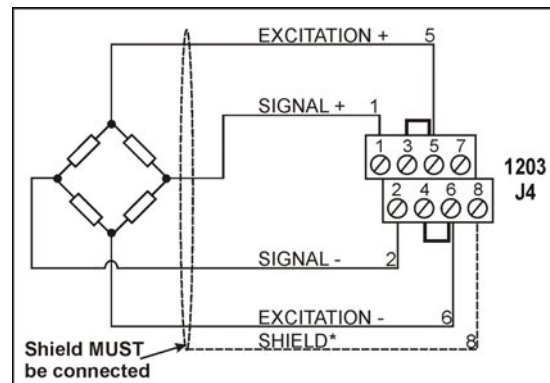 EXCITATION + 5
SIGNAL + 1
1 3 5 7
1203
J4
2 4 6 8
SIGNAL - 2
EXCITATION - 6
SHIELD* 8
Shield MUST
be connected